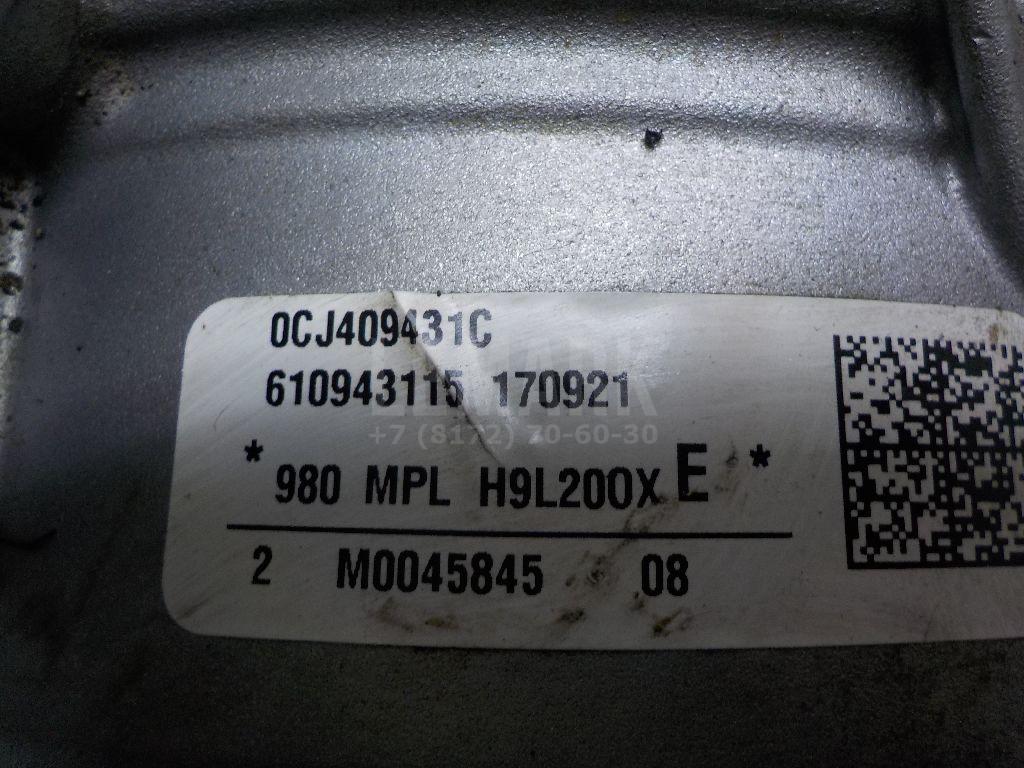 0CJ409431C
610943115 170921
* 980 MPL H9L200X E *
2 M0045845 08
+7 (8172) 70-60-30